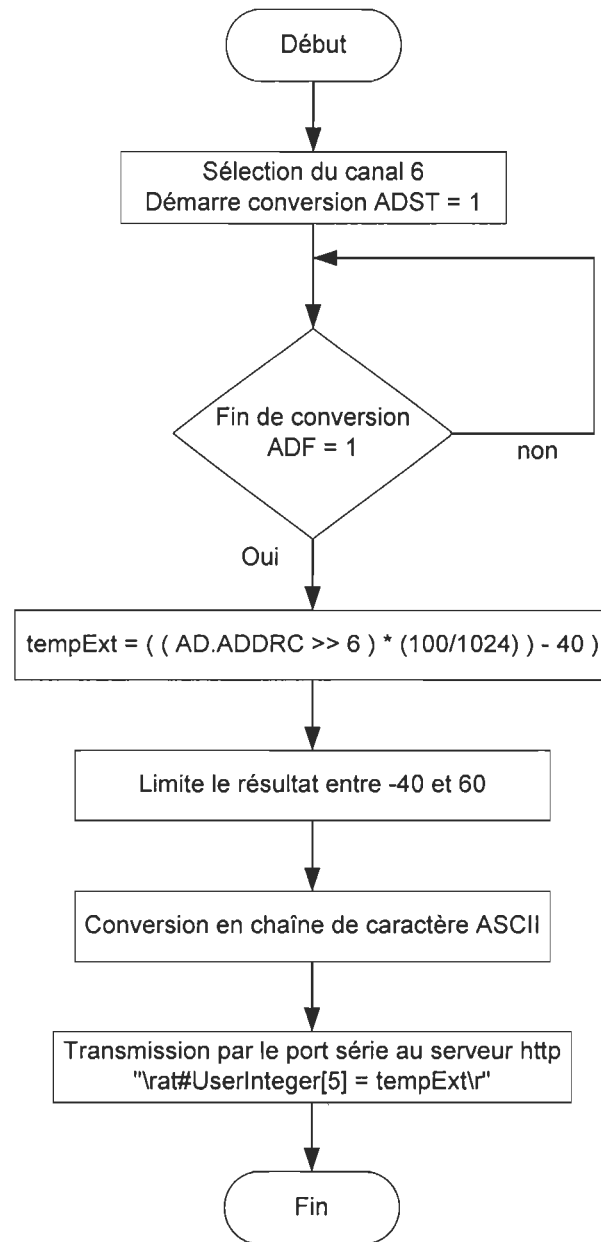 Début
Sélection du canal 6
Démarre conversion ADST = 1
Fin de conversion
ADF = 1
non
Oui
tempExt = ( ( AD.ADDRC >> 6 ) * (100/1024) ) - 40 )
Limite le résultat entre -40 et 60
Conversion en chaîne de caractère ASCII
Transmission par le port série au serveur http
"\rat#UserInteger[5] = tempExt\r"
Fin